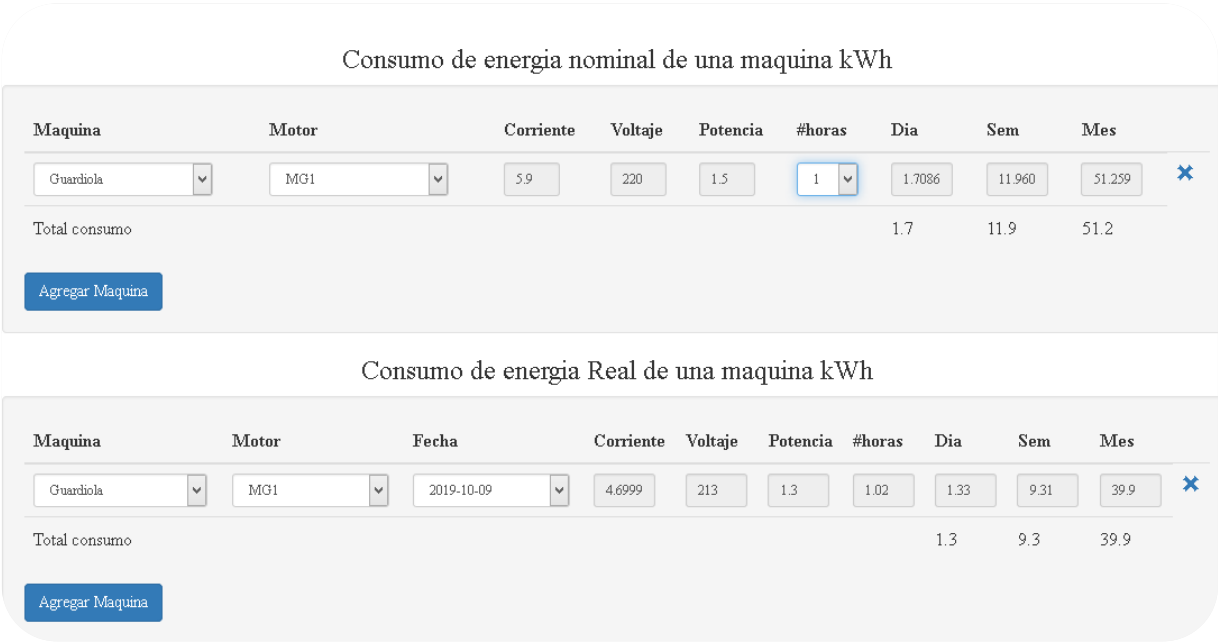 Consumo de energia nominal de una maquina kWh
Maquina Motor Corriente Voltaje Potencia #horas Dia Sem Mes
Guardiola MG1 5.9 220 1.5 1 1.7086 11.960 51.259
Total consumo 1.7 11.9 51.2
Agregar Maquina
Consumo de energia Real de una maquina kWh
Maquina Motor Fecha Corriente Voltaje Potencia #horas Dia Sem Mes
Guardiola MG1 2019-10-09 4.6999 213 1.3 1.02 1.33 9.31 39.9
Total consumo 1.3 9.3 39.9
Agregar Maquina